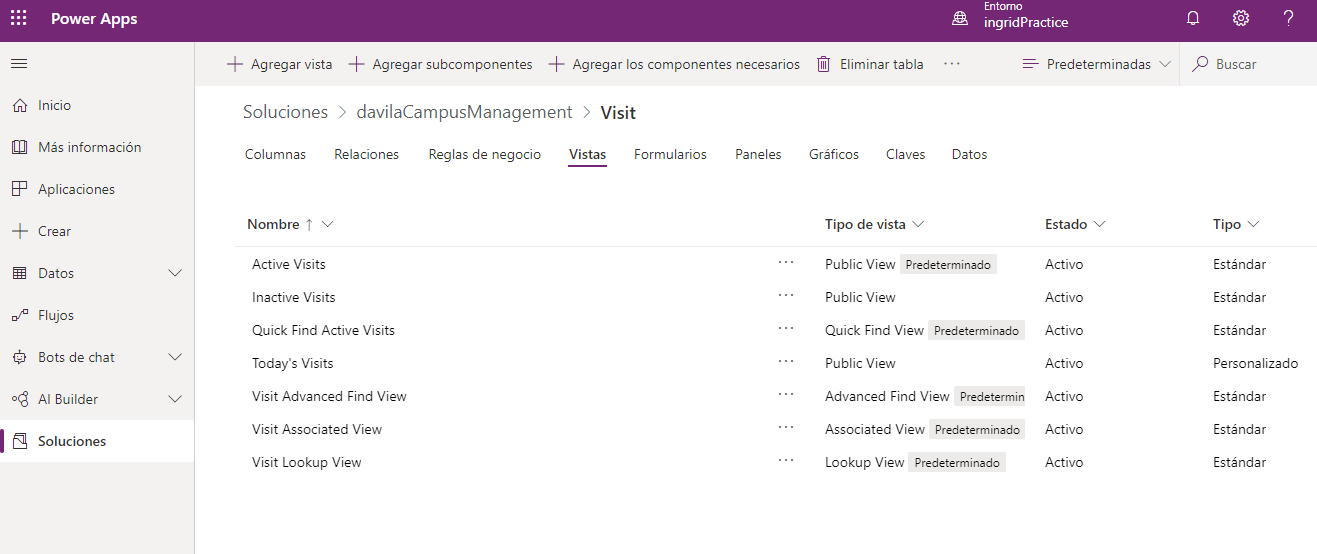 Power Apps
Entorno
ingridPractice
?
Agregar vista
Agregar subcomponentes
Agregar los componentes necesarios
Eliminar tabla
...
Predeterminadas
Buscar
Inicio
Más información
Aplicaciones
Crear
Datos
Flujos
Bots de chat
AI Builder
Soluciones
Soluciones > davilaCampusManagement > Visit
Columnas Relaciones Reglas de negocio Vistas Formularios Paneles Gráficos Claves Datos
Nombre ↑ Tipo de vista Estado Tipo
Active Visits ... Public View Predeterminado Activo Estándar
Inactive Visits ... Public View Activo Estándar
Quick Find Active Visits ... Quick Find View Predeterminado Activo Estándar
Today's Visits ... Public View Activo Personalizado
Visit Advanced Find View ... Advanced Find View Predetermin Activo Estándar
Visit Associated View ... Associated View Predeterminado Activo Estándar
Visit Lookup View ... Lookup View Predeterminado Activo Estándar